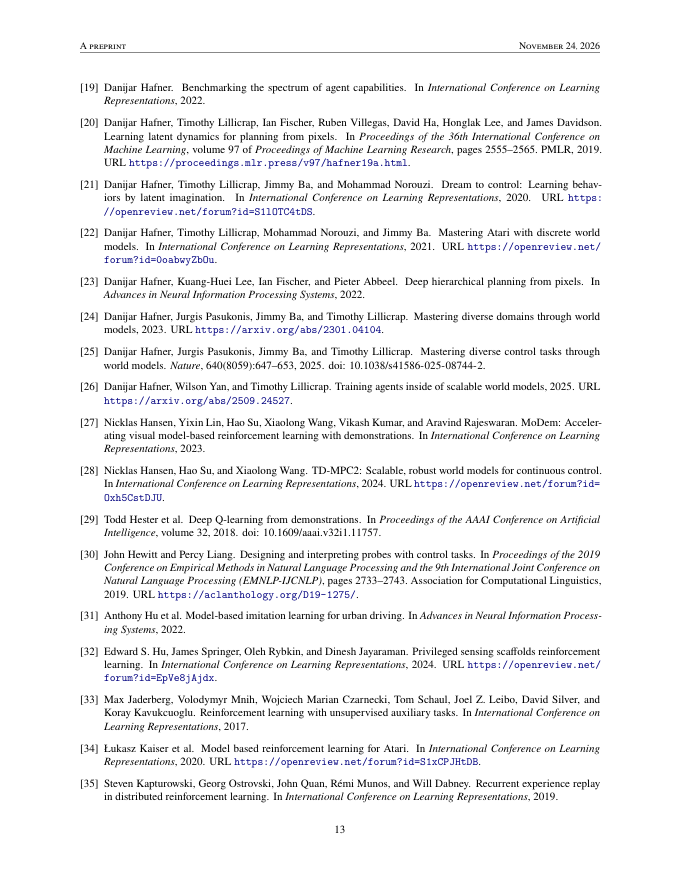 A PREPRINT NOVEMBER 24, 2026
[19] Danijar Hafner. Benchmarking the spectrum of agent capabilities. In International Conference on Learning
Representations, 2022.
[20] Danijar Hafner, Timothy Lillicrap, Ian Fischer, Ruben Villegas, David Ha, Honglak Lee, and James Davidson.
Learning latent dynamics for planning from pixels. In Proceedings of the 36th International Conference on
Machine Learning, volume 97 of Proceedings of Machine Learning Research, pages 2555–2565. PMLR, 2019.
URL https://proceedings.mlr.press/v97/hafner19a.html.
[21] Danijar Hafner, Timothy Lillicrap, Jimmy Ba, and Mohammad Norouzi. Dream to control: Learning behav-
iors by latent imagination. In International Conference on Learning Representations, 2020. URL https:
//openreview.net/forum?id=S1lOTC4tDS.
[22] Danijar Hafner, Timothy Lillicrap, Mohammad Norouzi, and Jimmy Ba. Mastering Atari with discrete world
models. In International Conference on Learning Representations, 2021. URL https://openreview.net/
forum?id=0oabwyZbOu.
[23] Danijar Hafner, Kuang-Huei Lee, Ian Fischer, and Pieter Abbeel. Deep hierarchical planning from pixels. In
Advances in Neural Information Processing Systems, 2022.
[24] Danijar Hafner, Jurgis Pasukonis, Jimmy Ba, and Timothy Lillicrap. Mastering diverse domains through world
models, 2023. URL https://arxiv.org/abs/2301.04104.
[25] Danijar Hafner, Jurgis Pasukonis, Jimmy Ba, and Timothy Lillicrap. Mastering diverse control tasks through
world models. Nature, 640(8059):647–653, 2025. doi: 10.1038/s41586-025-08744-2.
[26] Danijar Hafner, Wilson Yan, and Timothy Lillicrap. Training agents inside of scalable world models, 2025. URL
https://arxiv.org/abs/2509.24527.
[27] Nicklas Hansen, Yixin Lin, Hao Su, Xiaolong Wang, Vikash Kumar, and Aravind Rajeswaran. MoDem: Acceler-
ating visual model-based reinforcement learning with demonstrations. In International Conference on Learning
Representations, 2023.
[28] Nicklas Hansen, Hao Su, and Xiaolong Wang. TD-MPC2: Scalable, robust world models for continuous control.
In International Conference on Learning Representations, 2024. URL https://openreview.net/forum?id=
Oxh5CstDJU.
[29] Todd Hester et al. Deep Q-learning from demonstrations. In Proceedings of the AAAI Conference on Artificial
Intelligence, volume 32, 2018. doi: 10.1609/aaai.v32i1.11757.
[30] John Hewitt and Percy Liang. Designing and interpreting probes with control tasks. In Proceedings of the 2019
Conference on Empirical Methods in Natural Language Processing and the 9th International Joint Conference on
Natural Language Processing (EMNLP-IJCNLP), pages 2733–2743. Association for Computational Linguistics,
2019. URL https://aclanthology.org/D19-1275/.
[31] Anthony Hu et al. Model-based imitation learning for urban driving. In Advances in Neural Information Process-
ing Systems, 2022.
[32] Edward S. Hu, James Springer, Oleh Rybkin, and Dinesh Jayaraman. Privileged sensing scaffolds reinforcement
learning. In International Conference on Learning Representations, 2024. URL https://openreview.net/
forum?id=EpVe8jAjdx.
[33] Max Jaderberg, Volodymyr Mnih, Wojciech Marian Czarnecki, Tom Schaul, Joel Z. Leibo, David Silver, and
Koray Kavukcuoglu. Reinforcement learning with unsupervised auxiliary tasks. In International Conference on
Learning Representations, 2017.
[34] Łukasz Kaiser et al. Model based reinforcement learning for Atari. In International Conference on Learning
Representations, 2020. URL https://openreview.net/forum?id=S1xCPJHtDB.
[35] Steven Kapturowski, Georg Ostrovski, John Quan, Rémi Munos, and Will Dabney. Recurrent experience replay
in distributed reinforcement learning. In International Conference on Learning Representations, 2019.
13